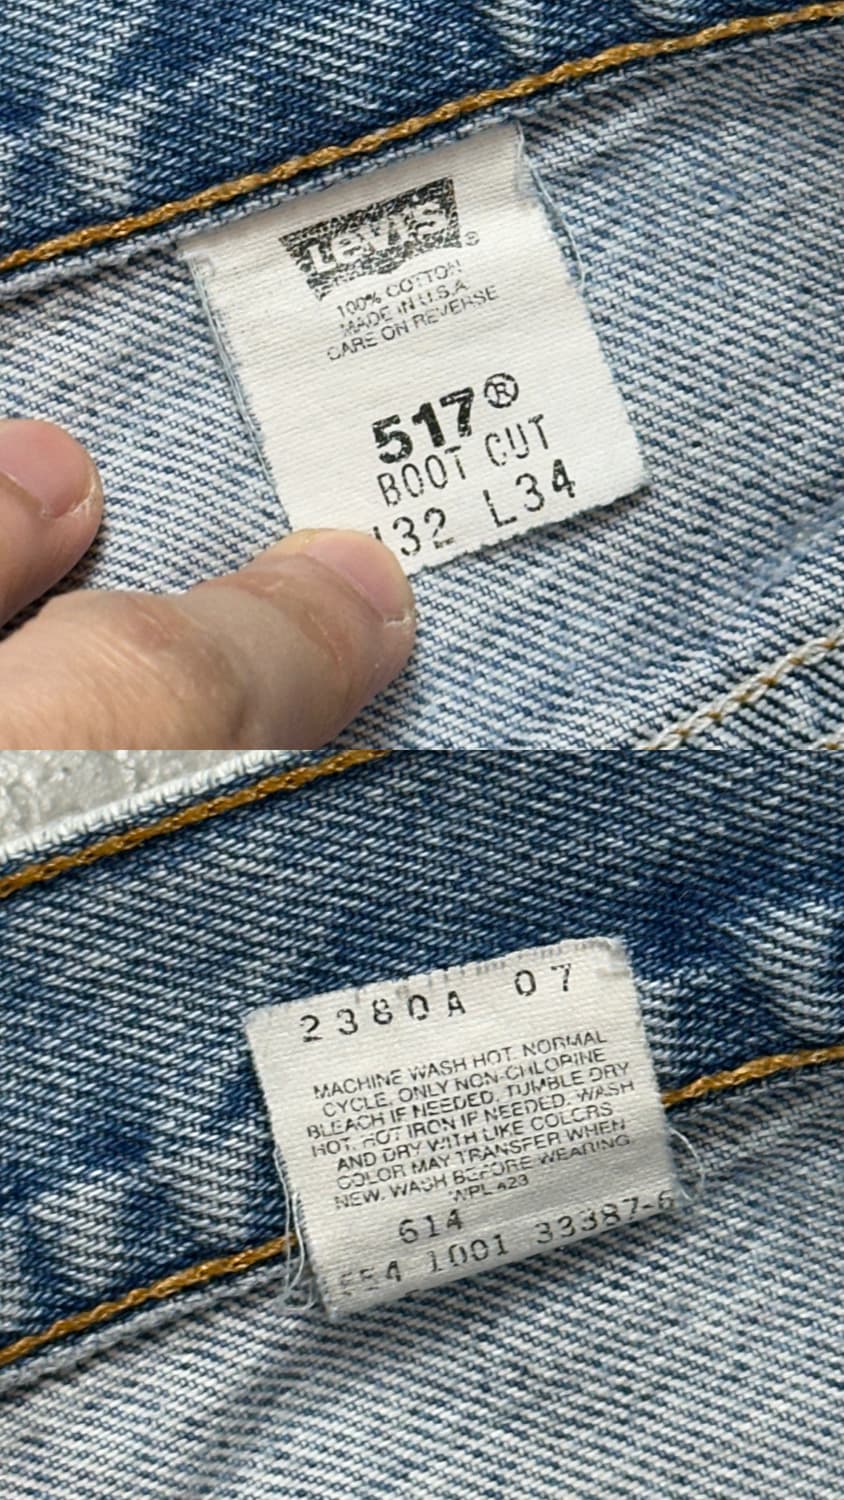 LEVI'S®
100% COTTON
MADE IN U.S.A
CARE ON REVERSE
517®
BOOT CUT
32 L34
2380A 07
MACHINE WASH HOT NORMAL
CYCLE, ONLY NON-CHLORINE
BLEACH IF NEEDED. TUMBLE DRY
HOT. HOT IRON IF NEEDED. WASH
AND DRY WITH LIKE COLORS
COLOR MAY TRANSFER WHEN
NEW. WASH BEFORE WEARING
WPL 423
614
1001 33387-6